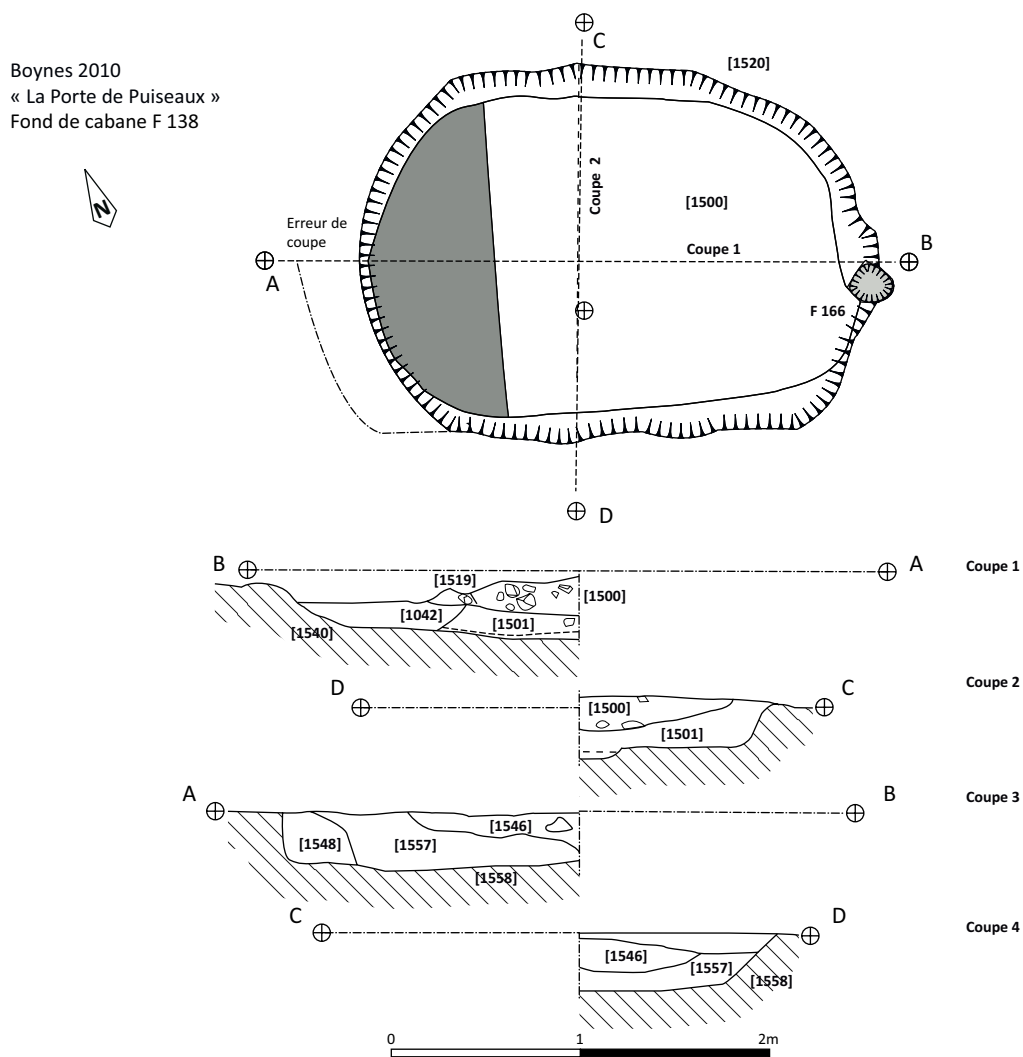 Boynes 2010
« La Porte de Puiseaux »
Fond de cabane F 138
N
C
[1520]
Coupe 2
[1500]
Erreur de
coupe
Coupe 1
A
B
F 166
D
B
A
Coupe 1
[1519]
[1500]
[1042]
[1501]
[1540]
Coupe 2
D
C
[1500]
[1501]
A
B
Coupe 3
[1546]
[1548]
[1557]
[1558]
C
D
Coupe 4
[1546]
[1557]
[1558]
0
1
2m